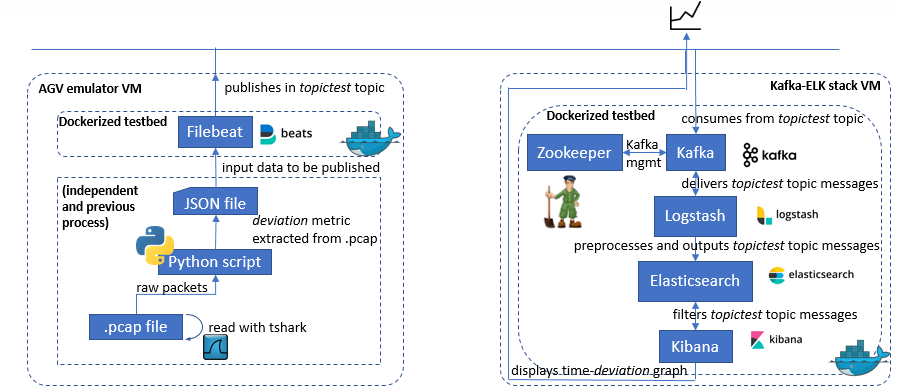 AGV emulator VM
publishes in topictest topic
Dockerized testbed
Filebeat
beats
input data to be published
(independent
and previous
process)
JSON file
deviation metric
extracted from .pcap
Python script
raw packets
.pcap file
read with tshark
Kafka-ELK stack VM
Dockerized testbed
consumes from topictest topic
Zookeeper
Kafka
mgmt
Kafka
kafka
delivers topictest topic messages
Logstash
logstash
preprocesses and outputs topictest topic messages
Elasticsearch
elasticsearch
filters topictest topic messages
Kibana
kibana
displays time-deviation graph